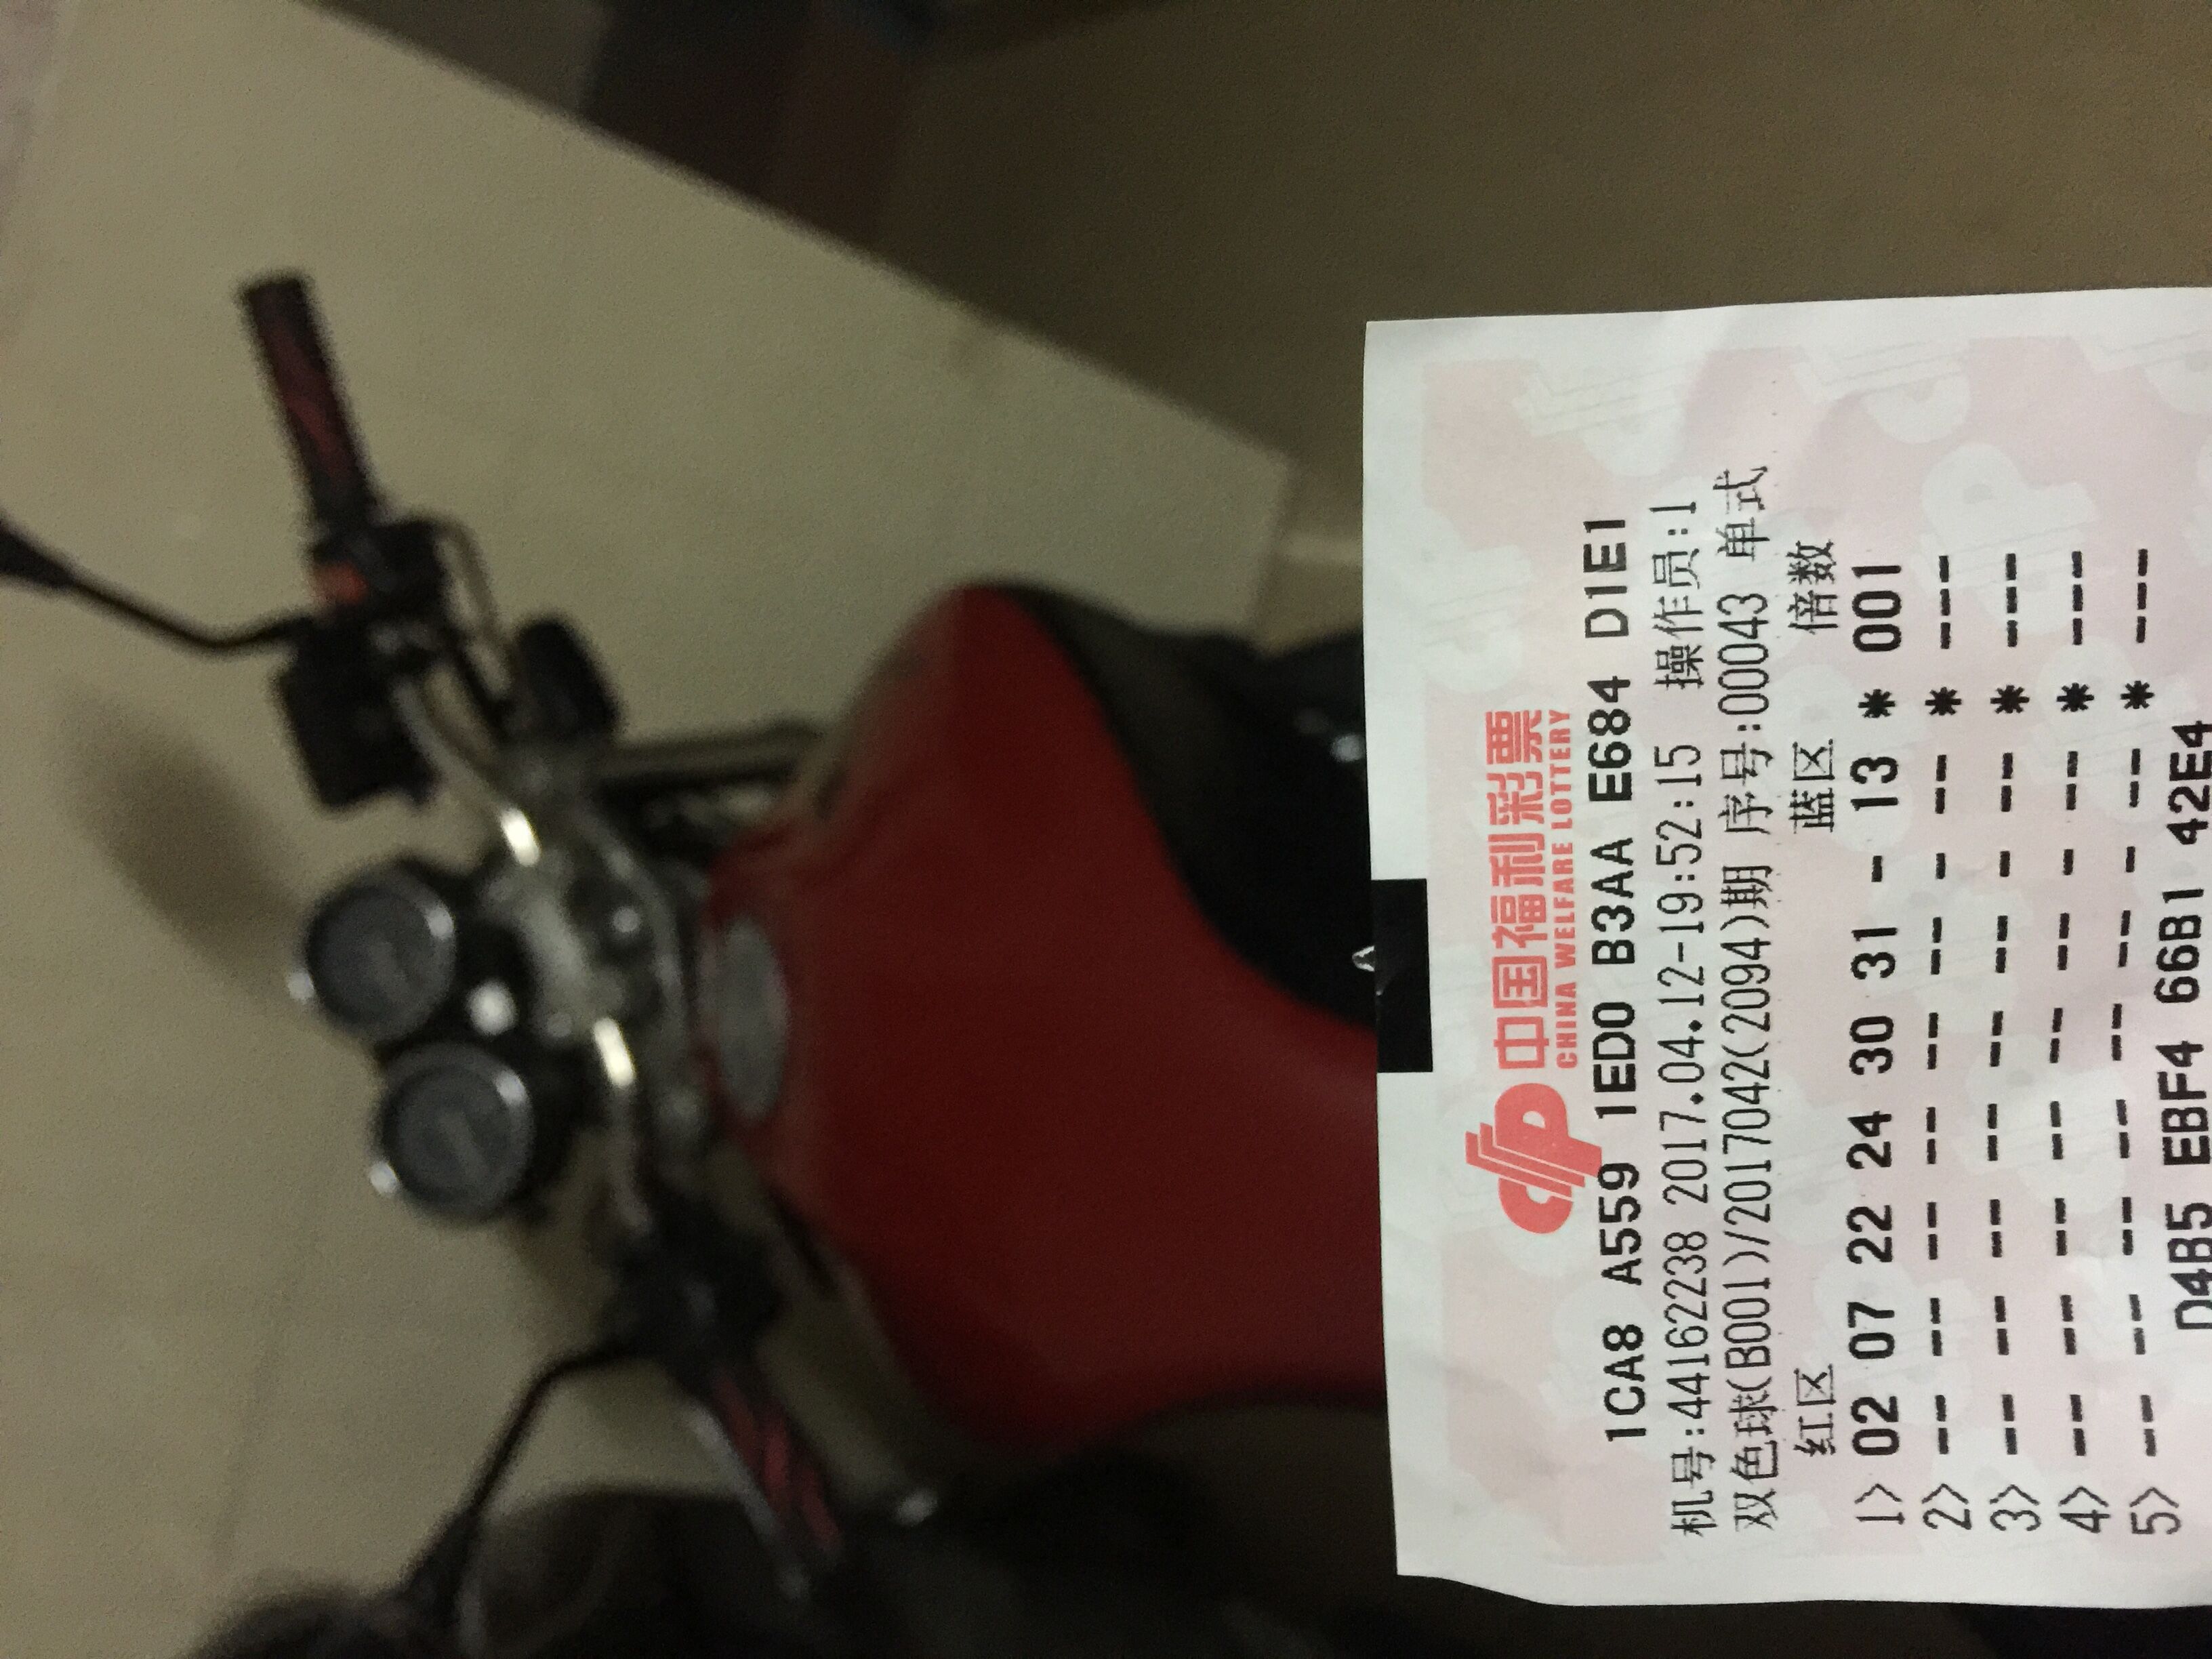 中国福利彩票
CHINA WELFARE LOTTERY
1CA8 A559 1ED0 B3AA E684 D1E1
机号:44162238 2017.04.12-19:52:15 操作员:1
双色球(B001)/2017042(2094)期 序号:000043 单式
红区 蓝区 倍数
1> 02 07 22 24 30 31 - 13 * 001
2> -- -- -- -- -- -- - -- * ---
3> -- -- -- -- -- -- - -- * ---
4> -- -- -- -- -- -- - -- * ---
5> -- -- -- -- -- -- - -- * ---
D4B5 EBF4 66B1 42E4